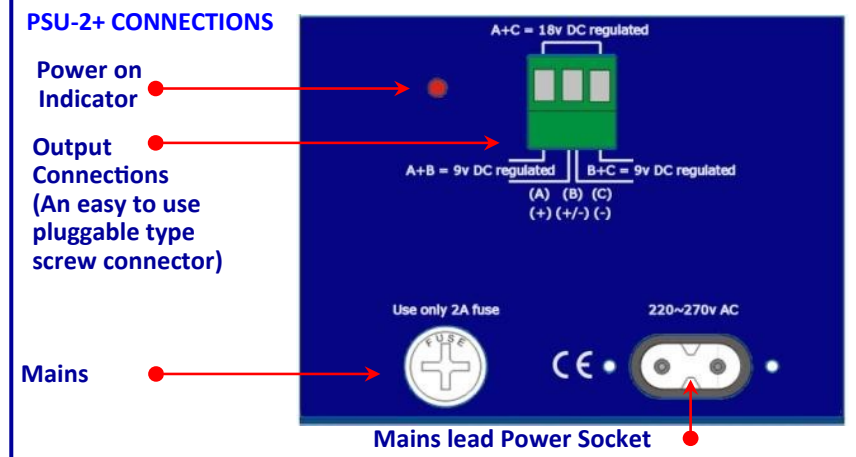 PSU-2+ CONNECTIONS
A+C = 18v DC regulated
Power on
Indicator
Output
Connections
(An easy to use
pluggable type
screw connector)
A+B = 9v DC regulated
B+C = 9v DC regulated
(A) (B) (C)
(+) (+/-) (-)
Use only 2A fuse
220~270v AC
FUSE
CE
Mains
Mains lead Power Socket